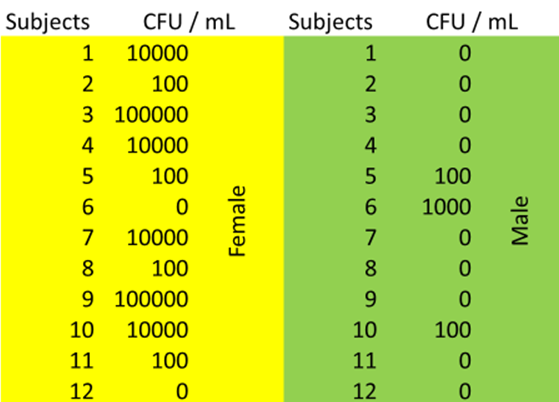 Subjects CFU / mL Subjects CFU / mL
1 10000 1 0
2 100 2 0
3 100000 3 0
4 10000 4 0
5 100 5 100
6 0 6 1000
7 10000 7 0
8 100 8 0
9 100000 9 0
10 10000 10 100
11 100 11 0
12 0 12 0
Female
Male